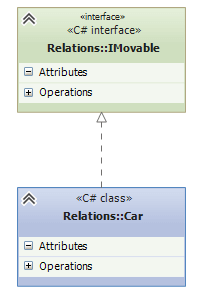 «interface»
«C# interface»
Relations::IMovable
Attributes
Operations
«C# class»
Relations::Car
Attributes
Operations